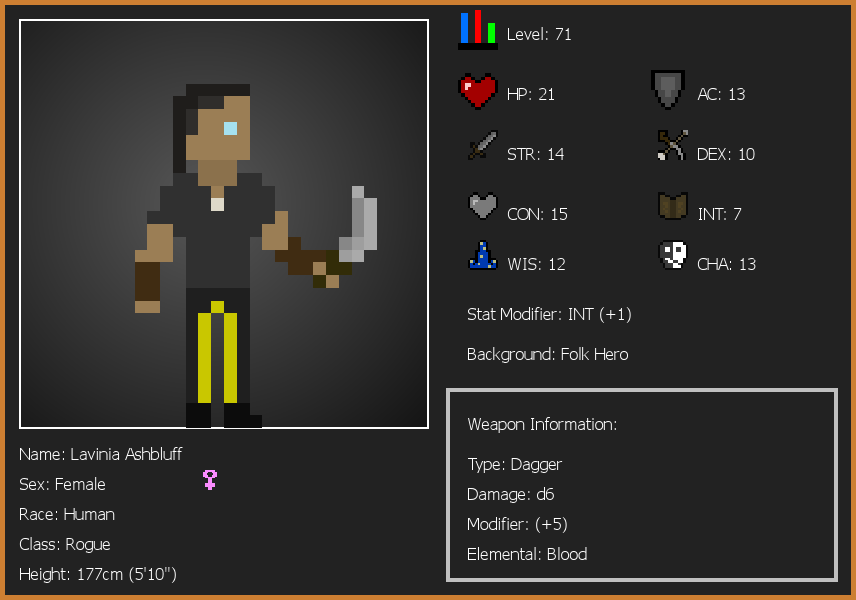 Level: 71
HP: 21
AC: 13
STR: 14
DEX: 10
CON: 15
INT: 7
WIS: 12
CHA: 13
Stat Modifier: INT (+1)
Background: Folk Hero
Weapon Information:
Type: Dagger
Damage: d6
Modifier: (+5)
Elemental: Blood
Name: Lavinia Ashbluff
Sex: Female
Race: Human
Class: Rogue
Height: 177cm (5'10")